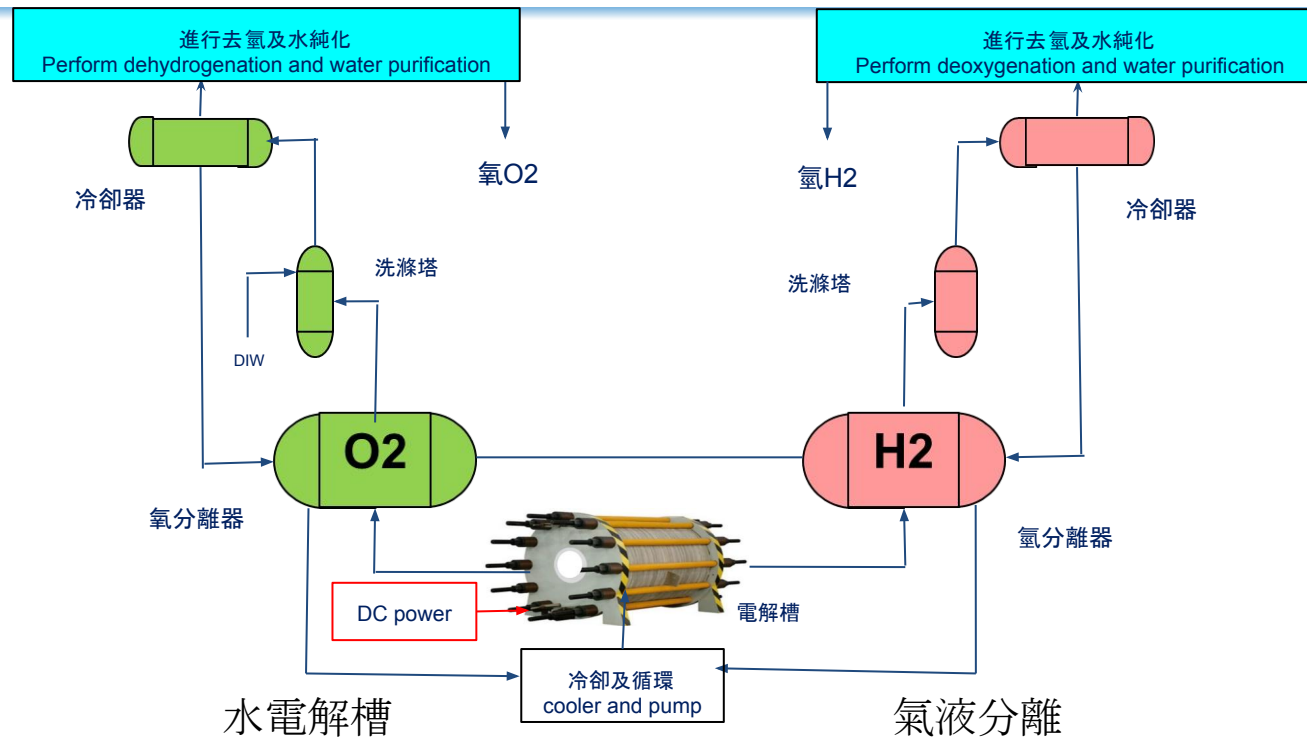 進行去氫及水純化
Perform dehydrogenation and water purification
進行去氫及水純化
Perform deoxygenation and water purification
冷卻器
氧O2
氫H2
冷卻器
洗滌塔
洗滌塔
DIW
O2
H2
氧分離器
氫分離器
DC power
電解槽
冷卻及循環
cooler and pump
水電解槽
氣液分離